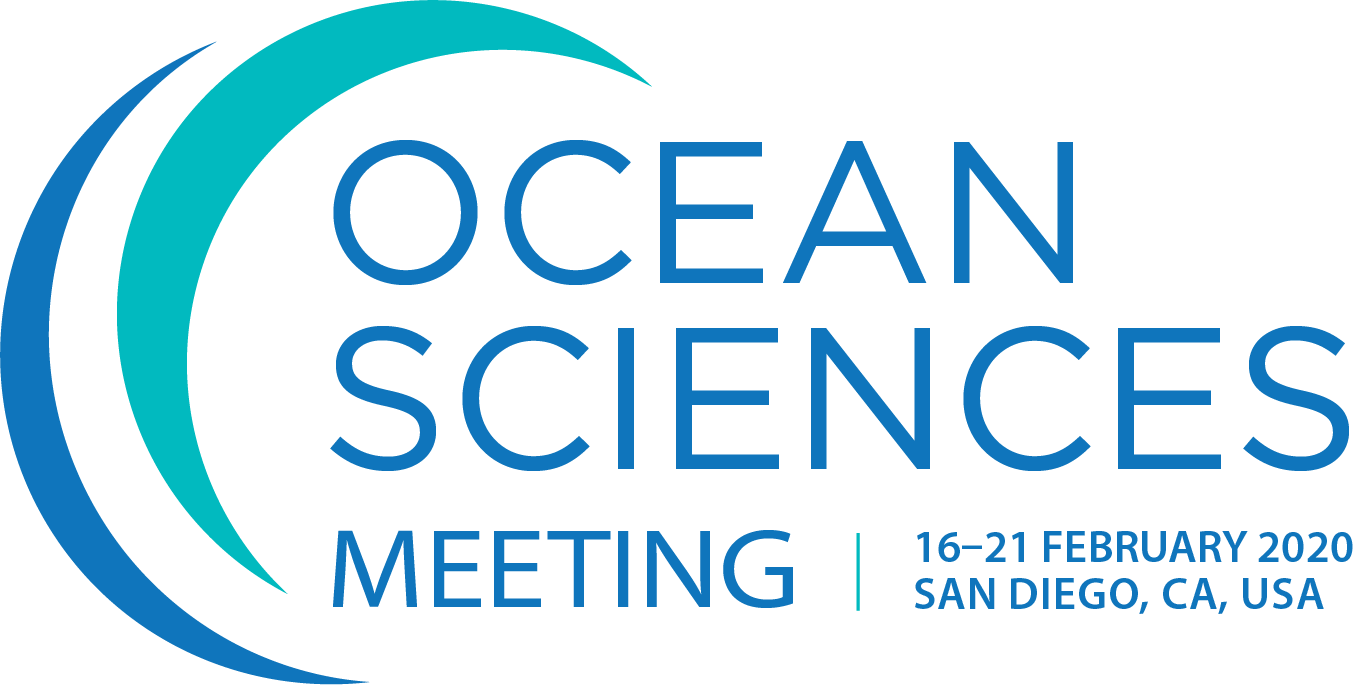 OCEAN
SCIENCES
MEETING
16–21 FEBRUARY 2020
SAN DIEGO, CA, USA